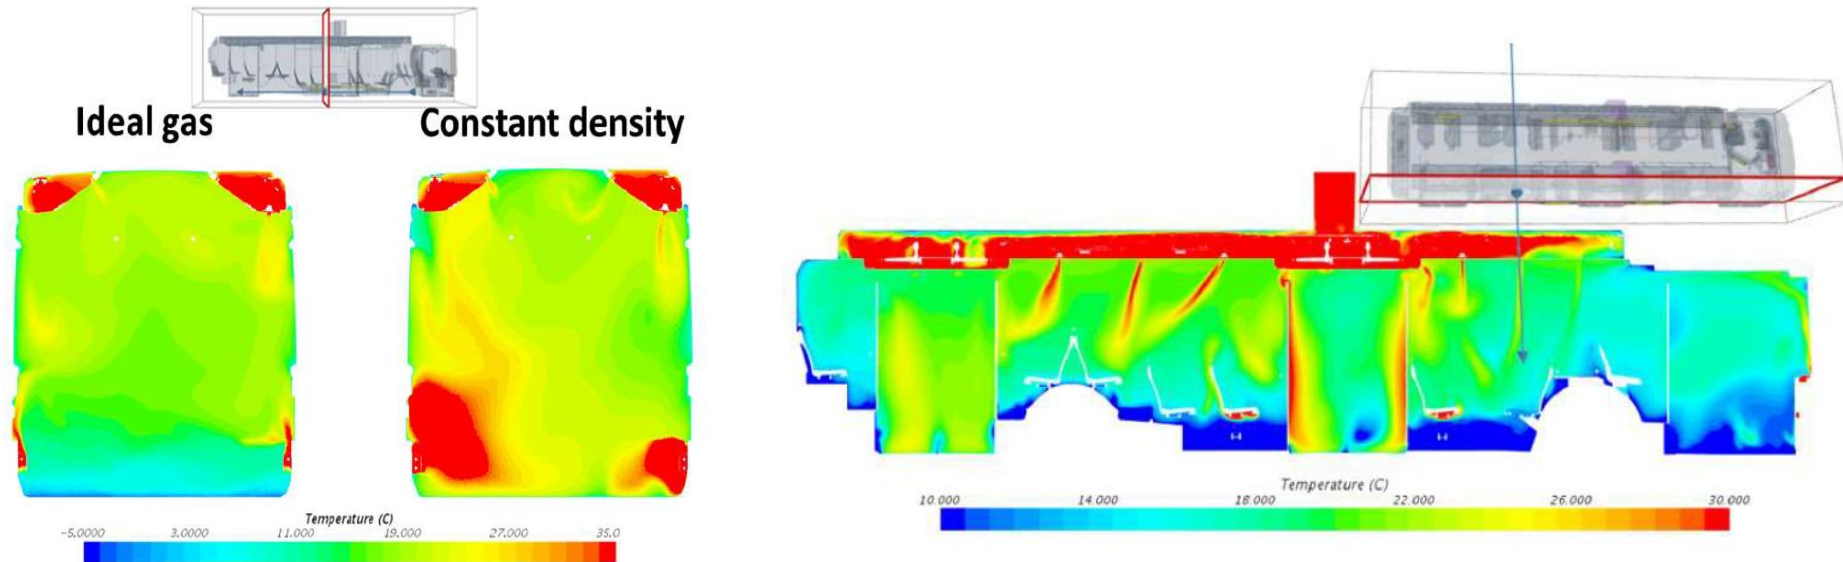 Ideal gas
Constant density
Temperature (C)
-5.0000 3.0000 11.000 19.000 27.000 35.0
Temperature (C)
10.000 14.000 18.000 22.000 26.000 30.000